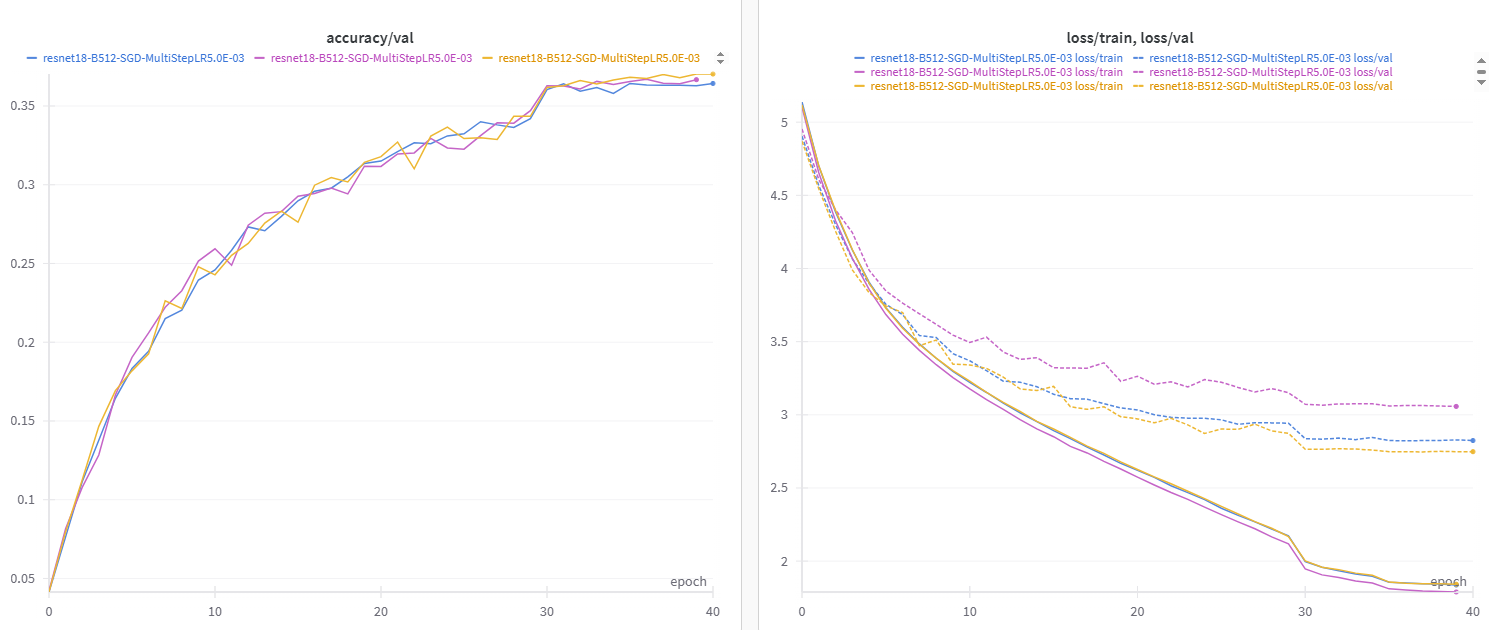 accuracy/val
resnet18-B512-SGD-MultiStepLR5.0E-03 resnet18-B512-SGD-MultiStepLR5.0E-03 resnet18-B512-SGD-MultiStepLR5.0E-03
0.35
0.3
0.25
0.2
0.15
0.1
0.05
epoch
0 10 20 30 40
loss/train, loss/val
resnet18-B512-SGD-MultiStepLR5.0E-03 loss/train resnet18-B512-SGD-MultiStepLR5.0E-03 loss/val
resnet18-B512-SGD-MultiStepLR5.0E-03 loss/train resnet18-B512-SGD-MultiStepLR5.0E-03 loss/val
resnet18-B512-SGD-MultiStepLR5.0E-03 loss/train resnet18-B512-SGD-MultiStepLR5.0E-03 loss/val
5
4.5
4
3.5
3
2.5
2
epoch
0 10 20 30 40